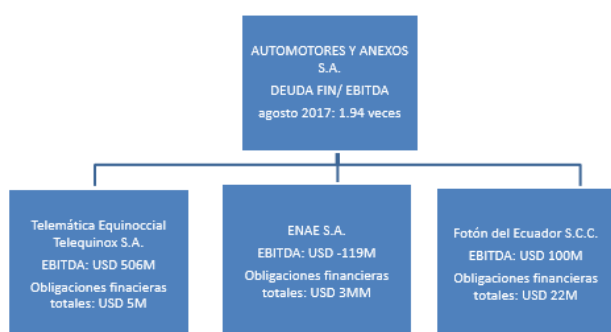 AUTOMOTORES Y ANEXOS
S.A.
DEUDA FIN/ EBITDA
agosto 2017: 1.94 veces
Telemática Equinoccial
Telequinox S.A.
EBITDA: USD 506M
Obligaciones finacieras
totales: USD 5M
ENAE S.A.
EBITDA: USD -119M
Obligaciones financieras
totales: USD 3MM
Fotón del Ecuador S.C.C.
EBITDA: USD 100M
Obligaciones financieras
totales: USD 22M